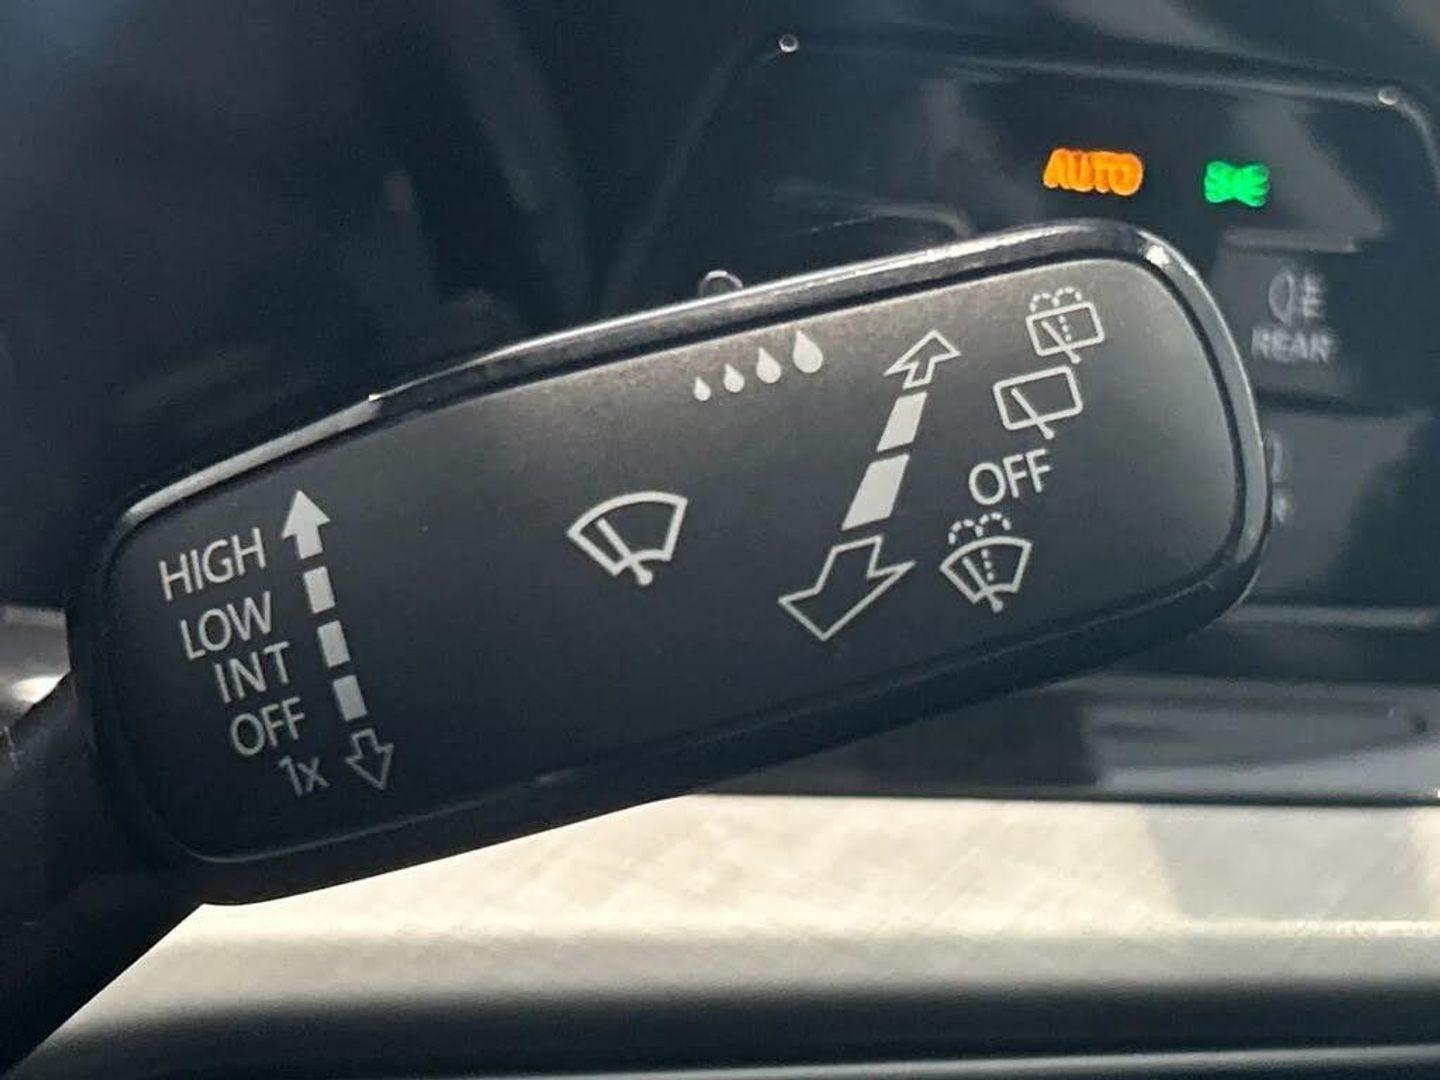 AUTO
REAR
HIGH
LOW
INT
OFF
1x
OFF